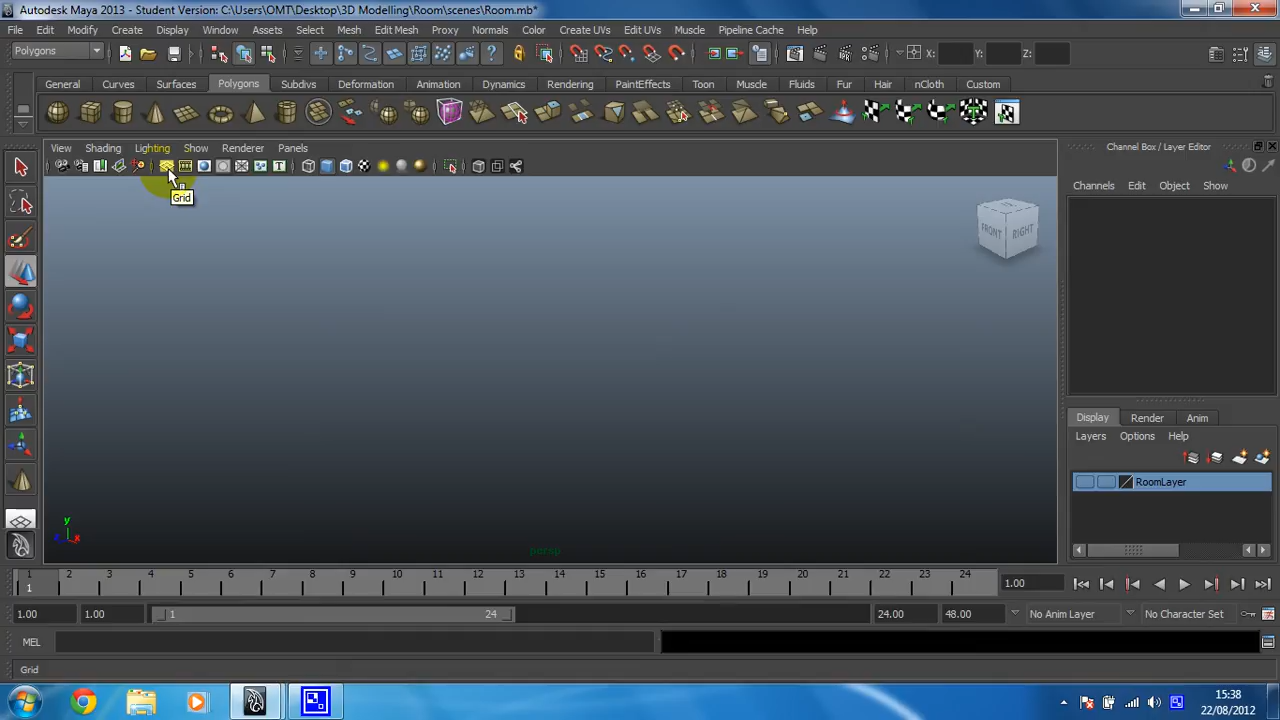 Autodesk Maya 2013 - Student Version: C:\Users\OMT\Desktop\3D Modelling\Room\scenes\Room.mb*
File Edit Modify Create Display Window Assets Select Mesh Edit Mesh Proxy Normals Color Create UVs Edit UVs Muscle Pipeline Cache Help
Polygons X: Y: Z:
General Curves Surfaces Polygons Subdivs Deformation Animation Dynamics Rendering PaintEffects Toon Muscle Fluids Fur Hair nCloth Custom
View Shading Lighting Show Renderer Panels
Channel Box / Layer Editor
Channels Edit Object Show
Grid
FRONT RIGHT
Display Render Anim
Layers Options Help
RoomLayer
y
x
persp
1 2 3 4 5 6 7 8 9 10 11 12 13 14 15 16 17 18 19 20 21 22 23 24
1
1.00
1.00 1.00 1 24 24.00 48.00 No Anim Layer No Character Set
MEL
Grid
15:38
22/08/2012